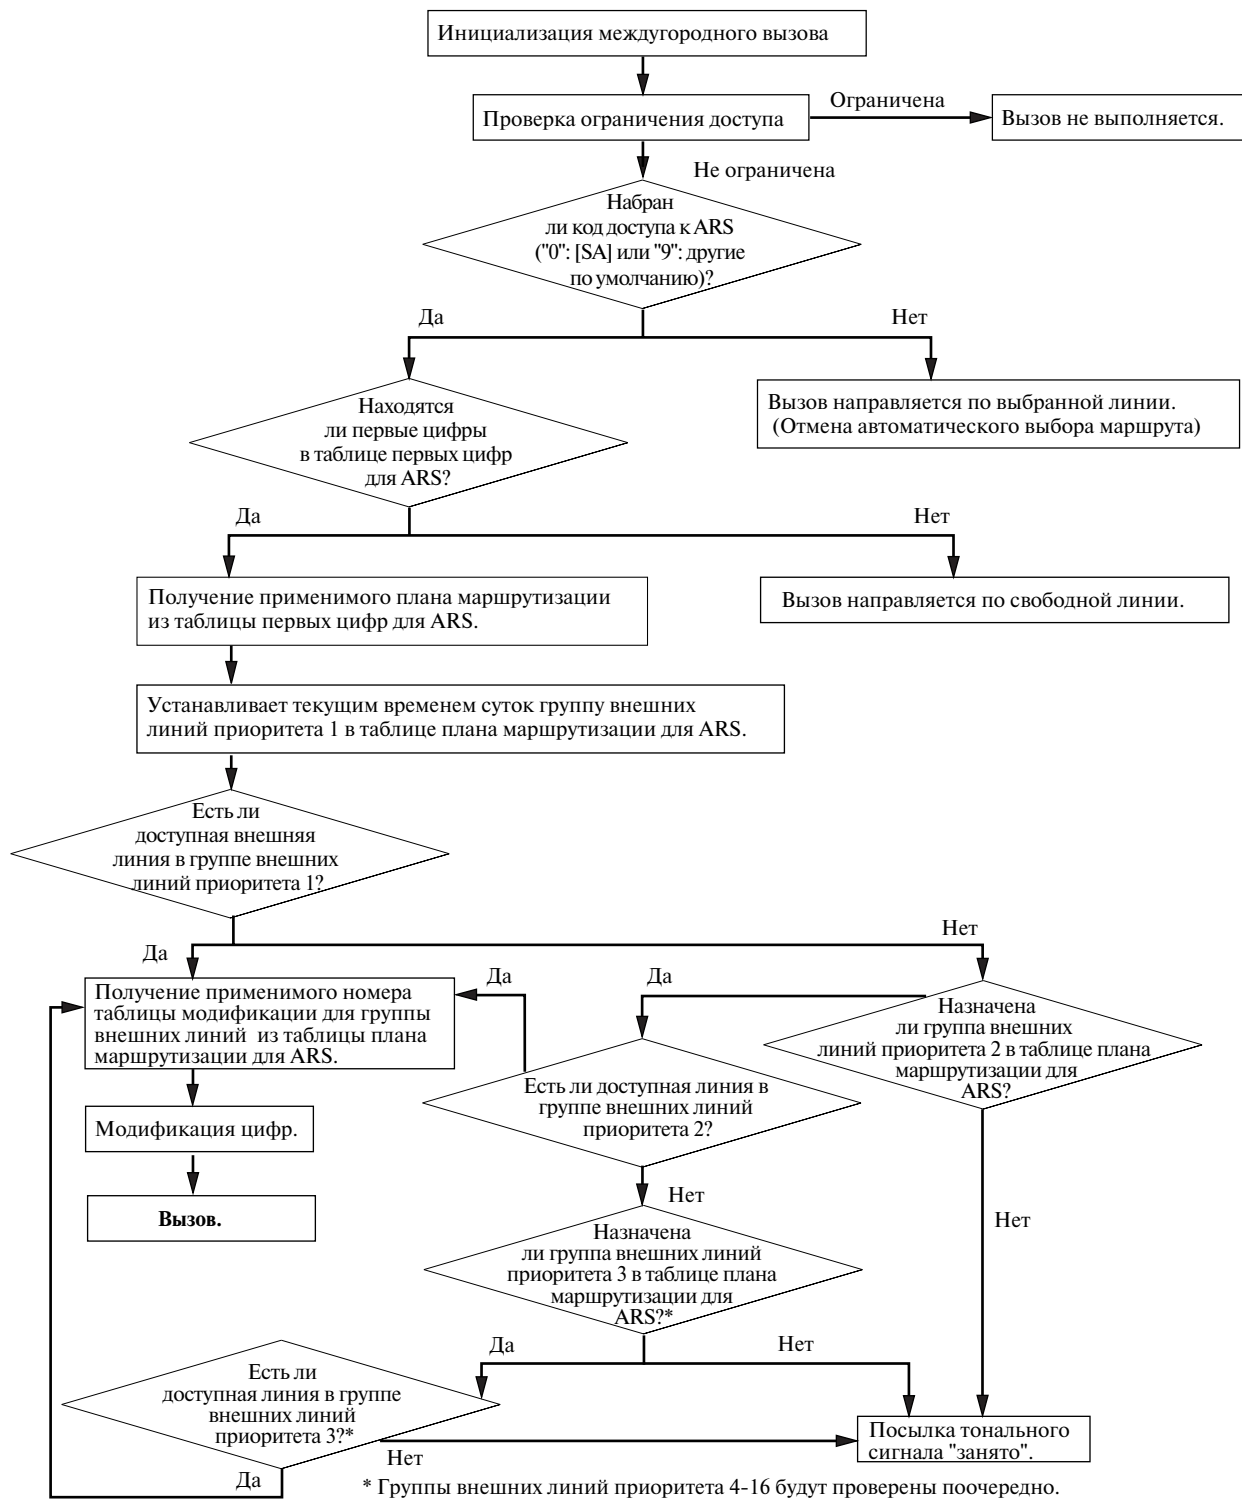 Инициализация междугородного вызова
Проверка ограничения доступа
Ограничена
Вызов не выполняется.
Не ограничена
Набран
ли код доступа к ARS
("0": [SA] или "9": другие
по умолчанию)?
Да
Нет
Находятся
ли первые цифры
в таблице первых цифр
для ARS?
Вызов направляется по выбранной линии.
(Отмена автоматического выбора маршрута)
Да
Нет
Получение применимого плана маршрутизации
из таблицы первых цифр для ARS.
Вызов направляется по свободной линии.
Устанавливает текущим временем суток группу внешних
линий приоритета 1 в таблице плана маршрутизации для ARS.
Есть ли
доступная внешняя
линия в группе внешних
линий приоритета 1?
Да
Нет
Получение применимого номера
таблицы модификации для группы
внешних линий из таблицы плана
маршрутизации для ARS.
Да
Да
Назначена
ли группа внешних
линий приоритета 2 в таблице плана
маршрутизации для
ARS?
Есть ли доступная линия в
группе внешних линий
приоритета 2?
Модификация цифр.
Нет
Вызов.
Нет
Назначена
ли группа внешних линий
приоритета 3 в таблице плана
маршрутизации для
ARS?*
Да
Нет
Есть ли
доступная линия в группе
внешних линий
приоритета 3?*
Посылка тонального
сигнала "занято".
Нет
Да
* Группы внешних линий приоритета 4-16 будут проверены поочередно.